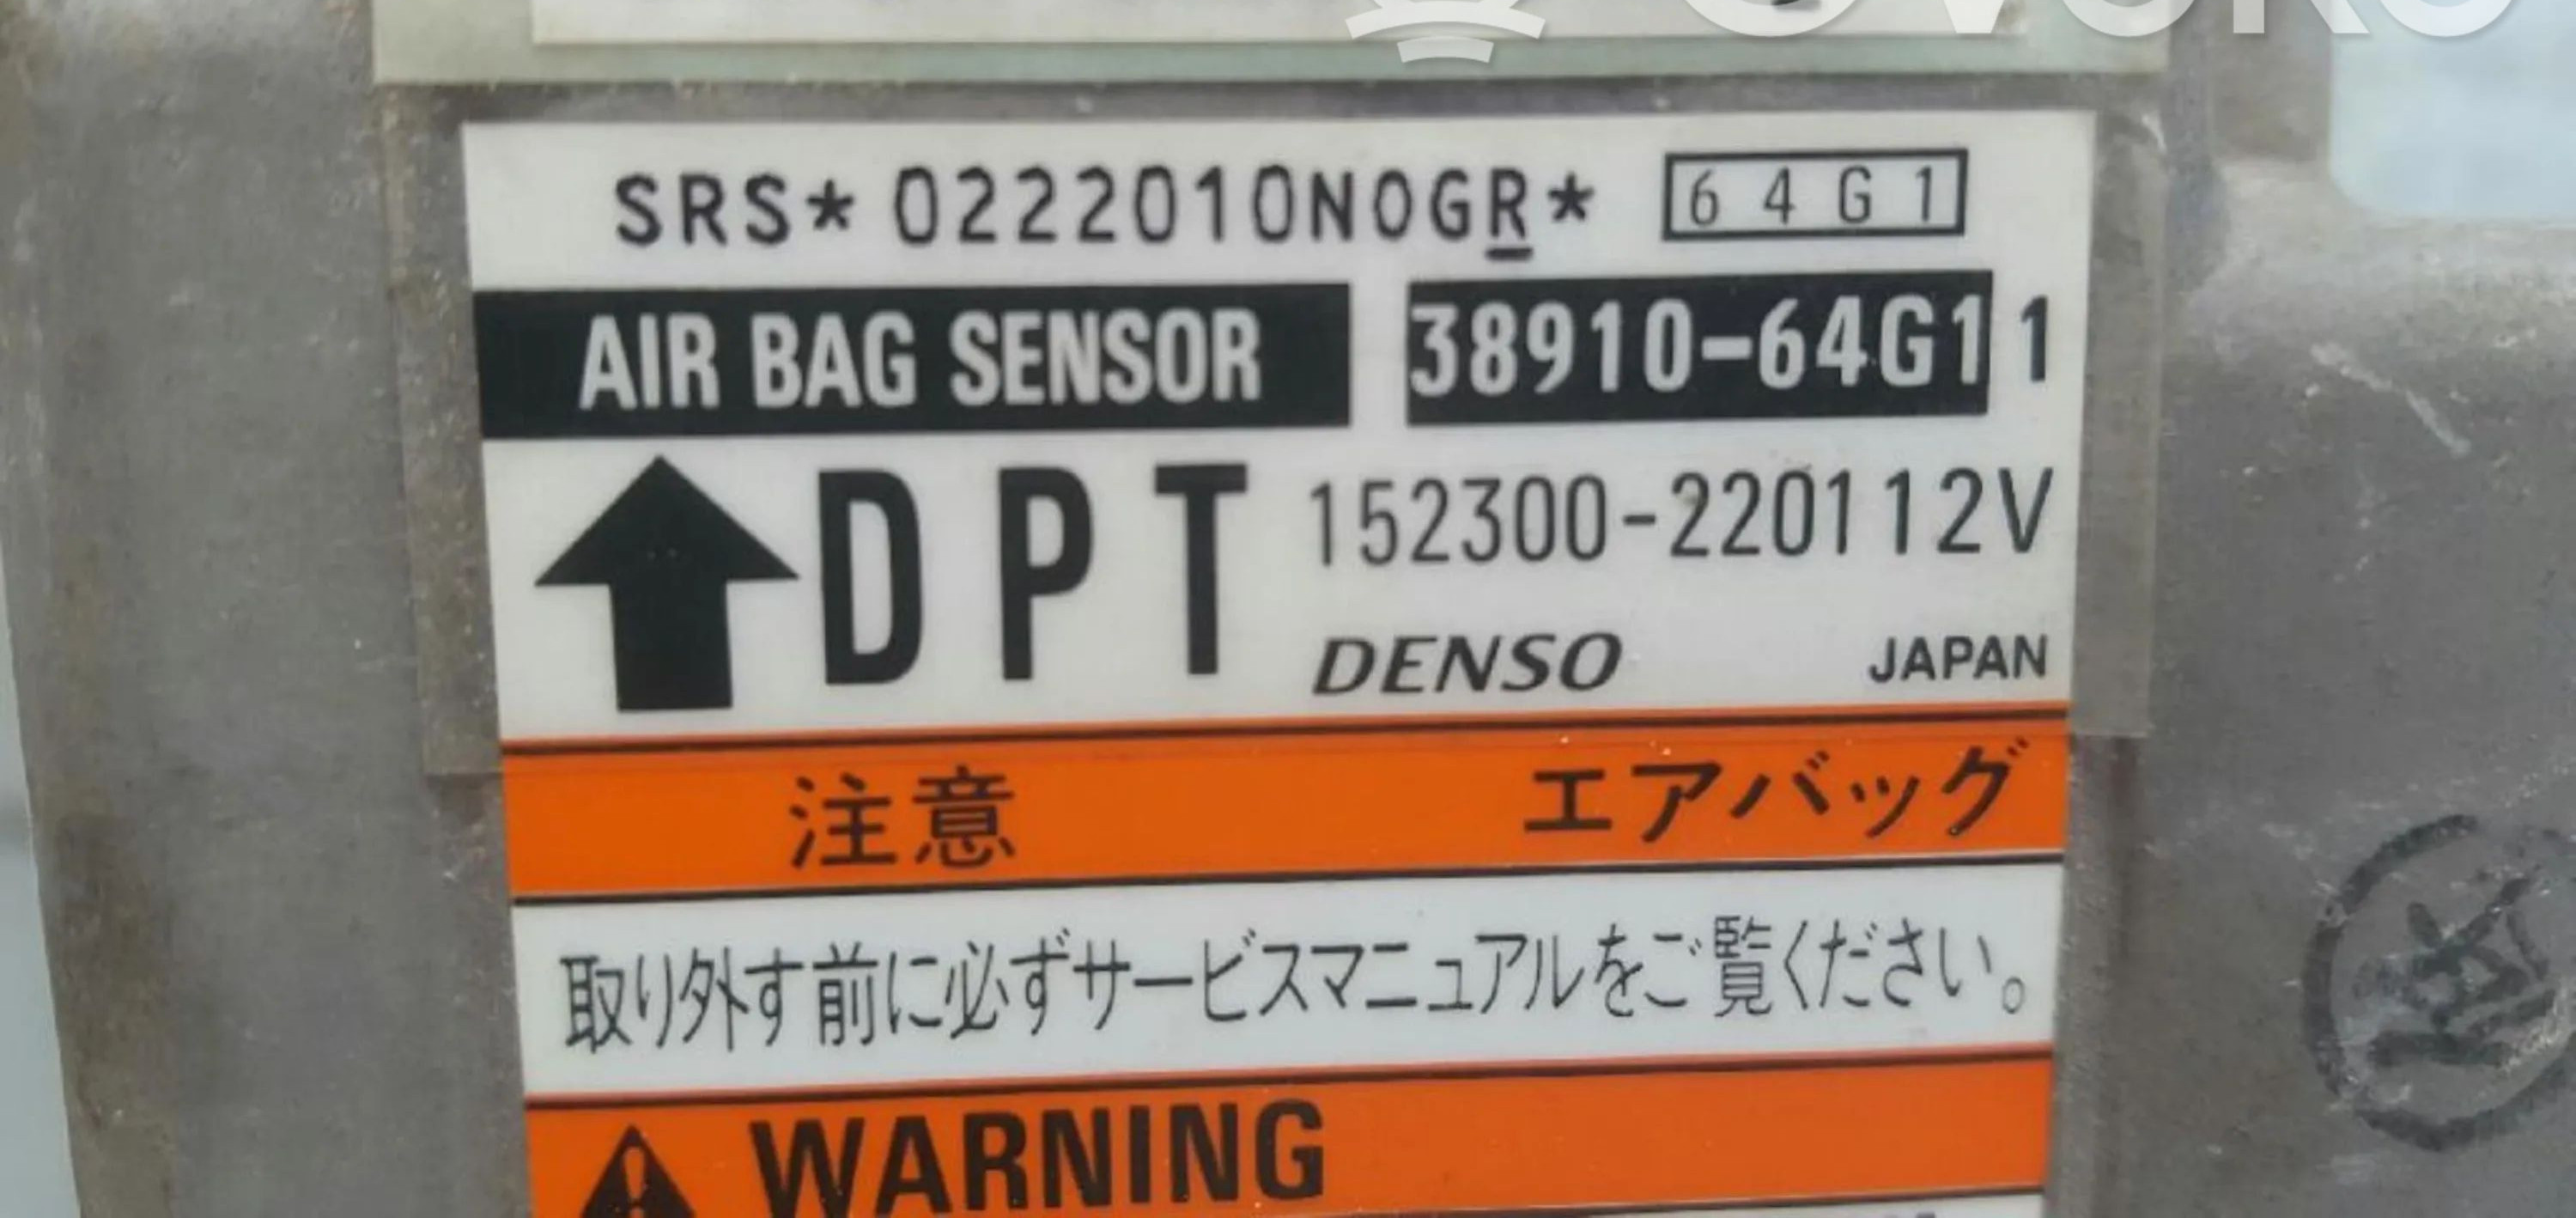 SRS*0222010N0GR* 64G1
AIR BAG SENSOR 38910-64G11
DPT 152300-2201 12V
DENSO JAPAN
注意 エアバッグ
取り外す前に必ずサービスマニュアルをご覧ください。
WARNING